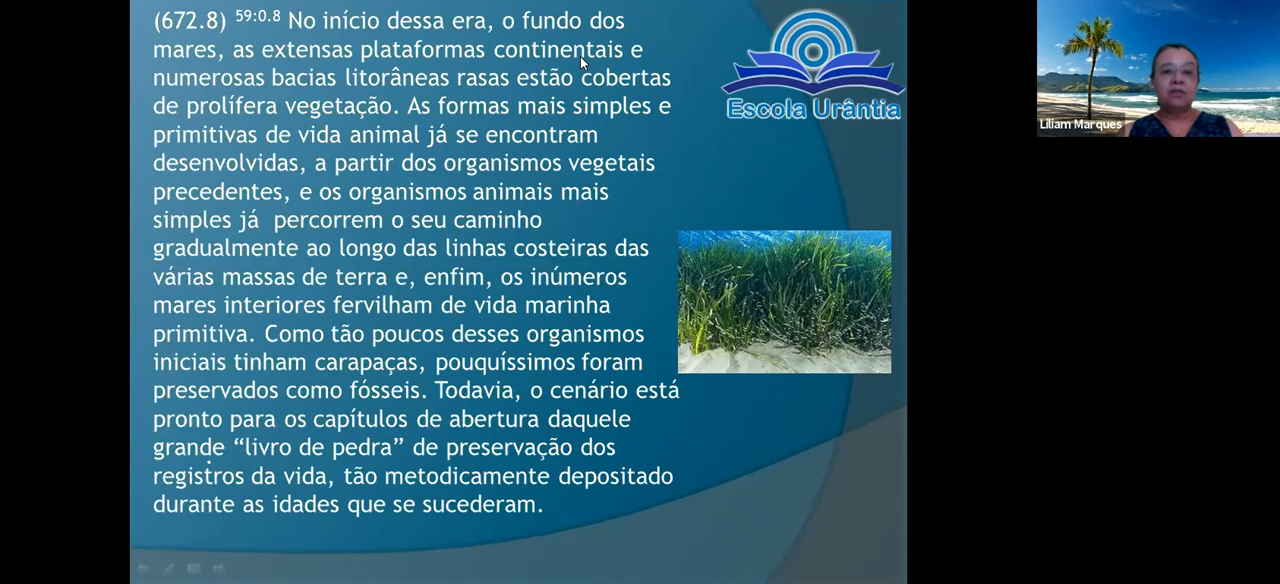 (672.8) 59:0.8 No início dessa era, o fundo dos
mares, as extensas plataformas continentais e
numerosas bacias litorâneas rasas estão cobertas
de prolífera vegetação. As formas mais simples e
primitivas de vida animal já se encontram
desenvolvidas, a partir dos organismos vegetais
precedentes, e os organismos animais mais
simples já percorrem o seu caminho
gradualmente ao longo das linhas costeiras das
várias massas de terra e, enfim, os inúmeros
mares interiores fervilham de vida marinha
primitiva. Como tão poucos desses organismos
iniciais tinham carapaças, pouquíssimos foram
preservados como fósseis. Todavia, o cenário está
pronto para os capítulos de abertura daquele
grande “livro de pedra” de preservação dos
registros da vida, tão metodicamente depositado
durante as idades que se sucederam.
Escola Urântia
Liliam Marques